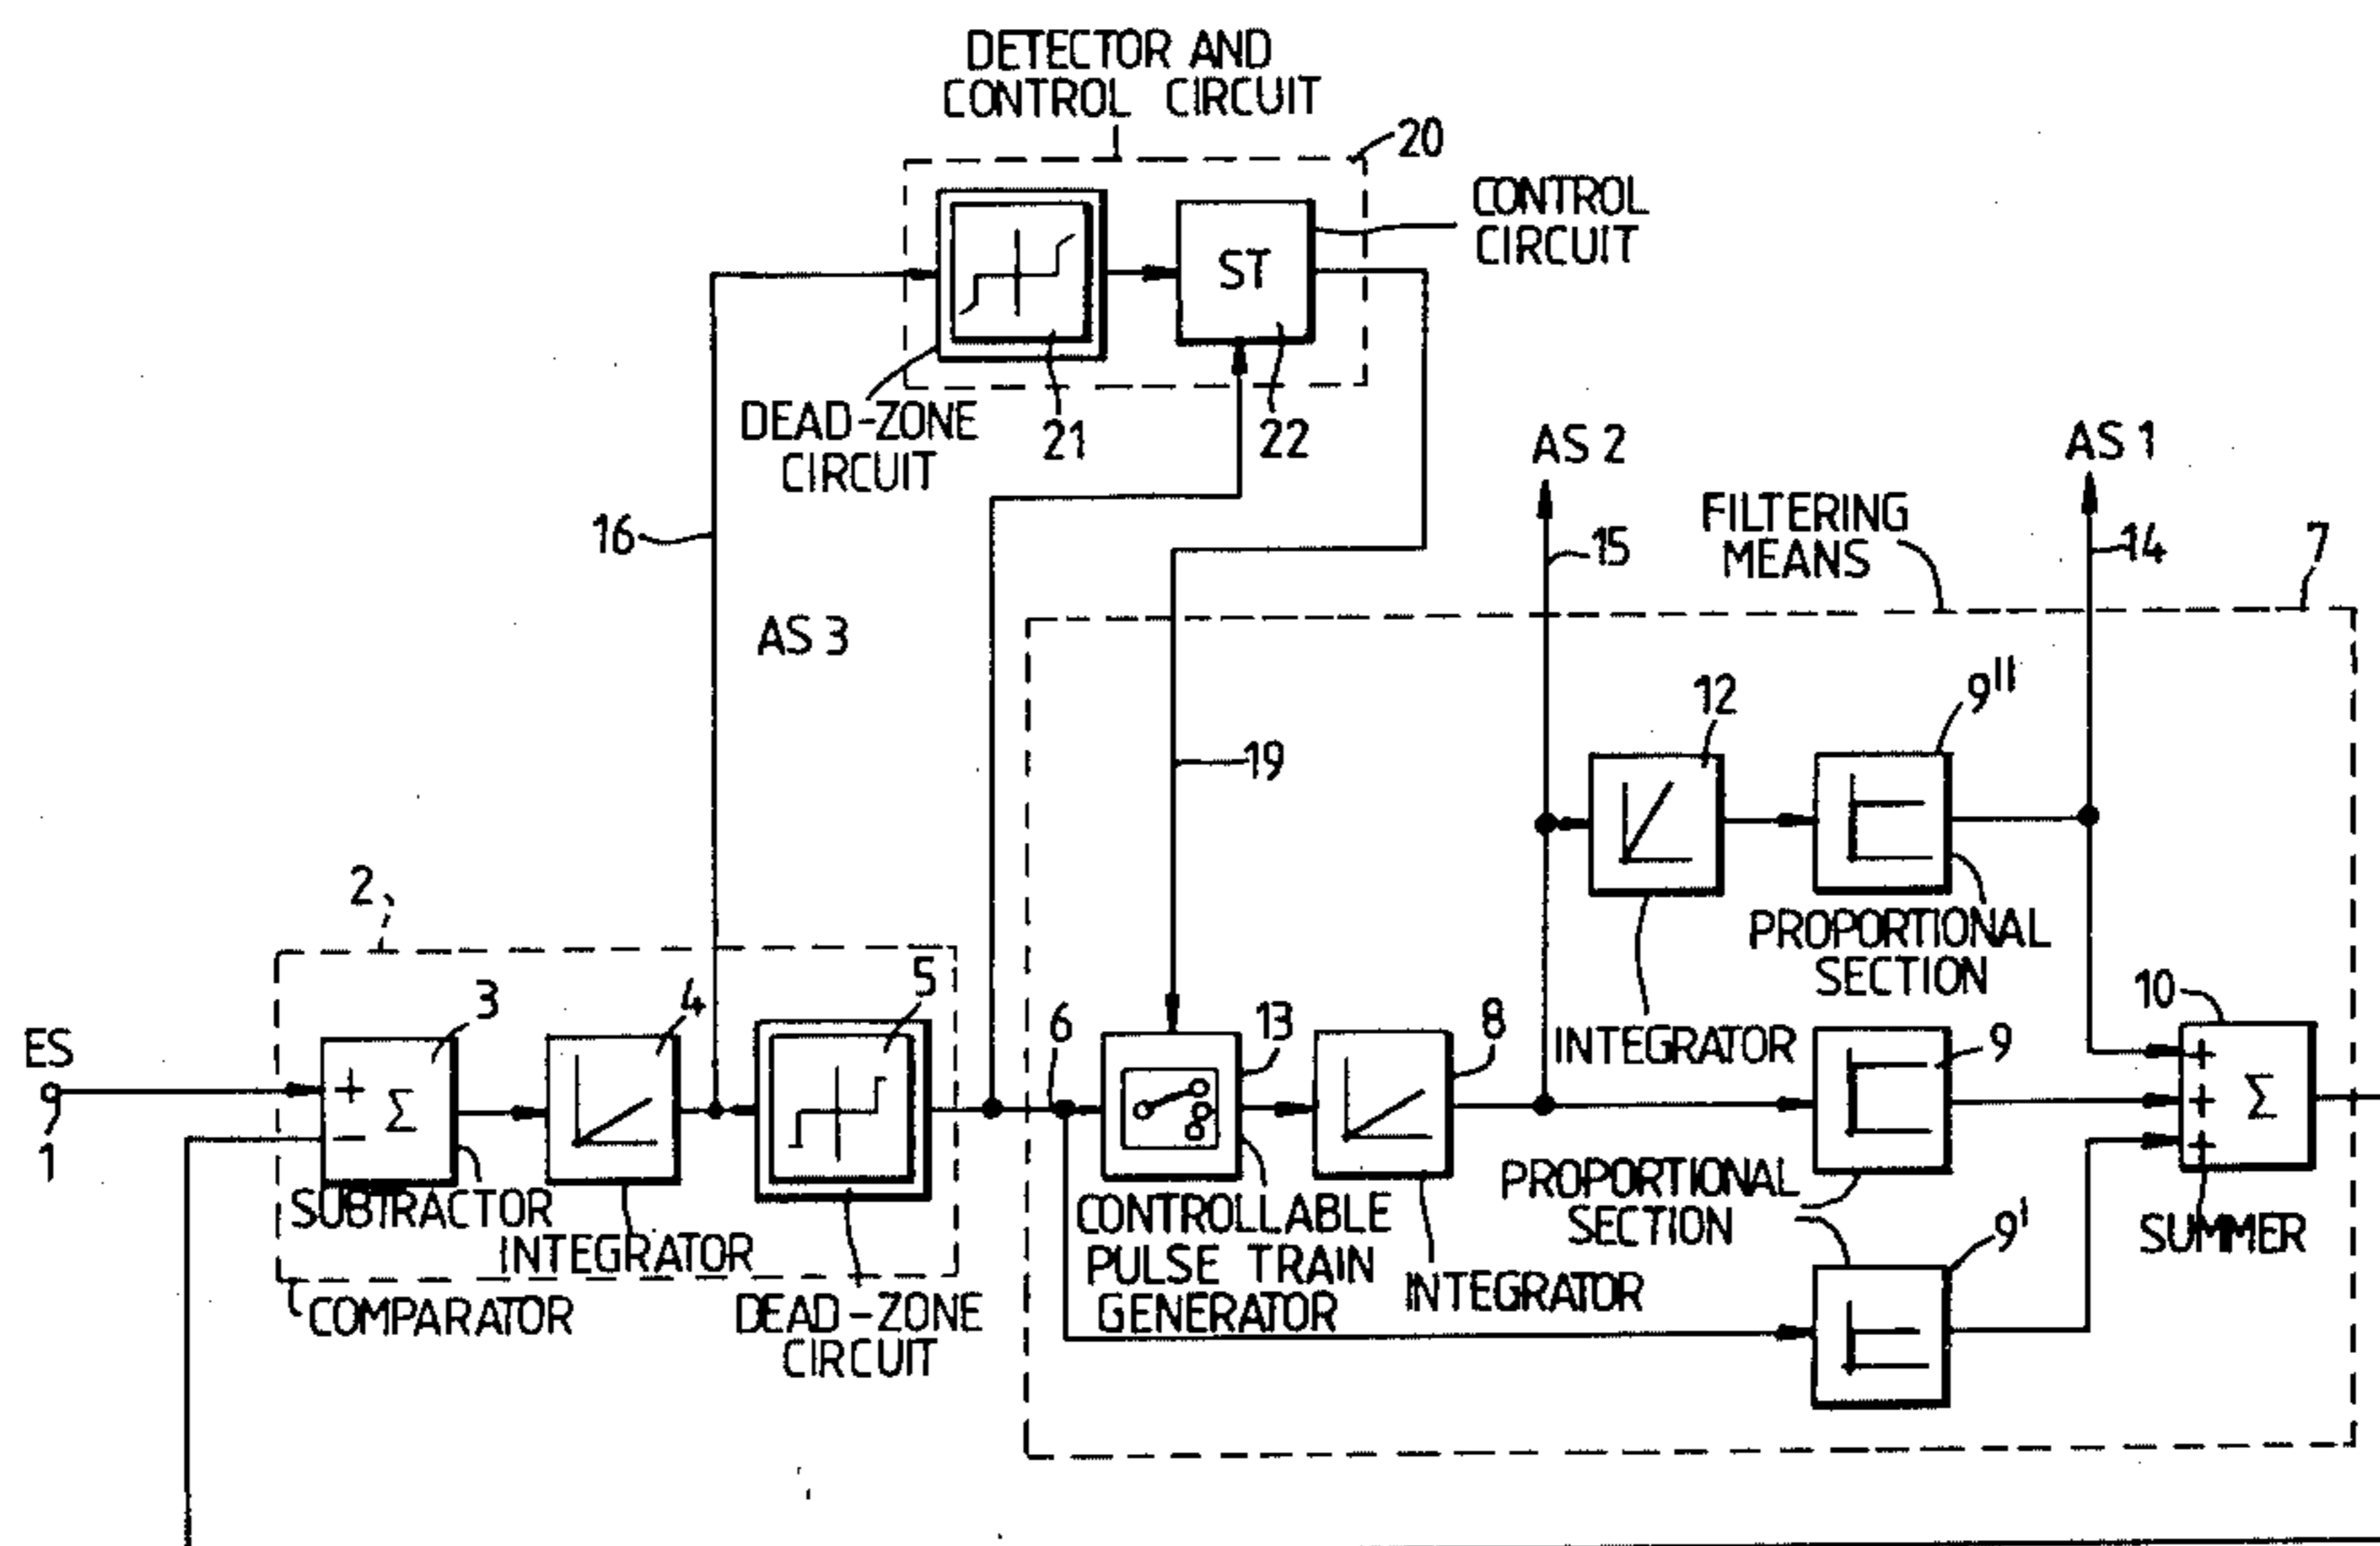 DETECTOR AND
CONTROL CIRCUIT
20
CONTROL
CIRCUIT
ST
DEAD-ZONE
CIRCUIT
21
22
AS 2
AS 1
16
15
FILTERING
MEANS
14
7
AS 3
12
9"
19
2
PROPORTIONAL
SECTION
3
4
5
6
13
8
INTEGRATOR
9
10
ES
1
+
Σ
−
+
+
+
Σ
SUBTRACTOR
INTEGRATOR
COMPARATOR
DEAD-ZONE
CIRCUIT
CONTROLLABLE
PULSE TRAIN
GENERATOR
INTEGRATOR
PROPORTIONAL
SECTION
9'
SUMMER